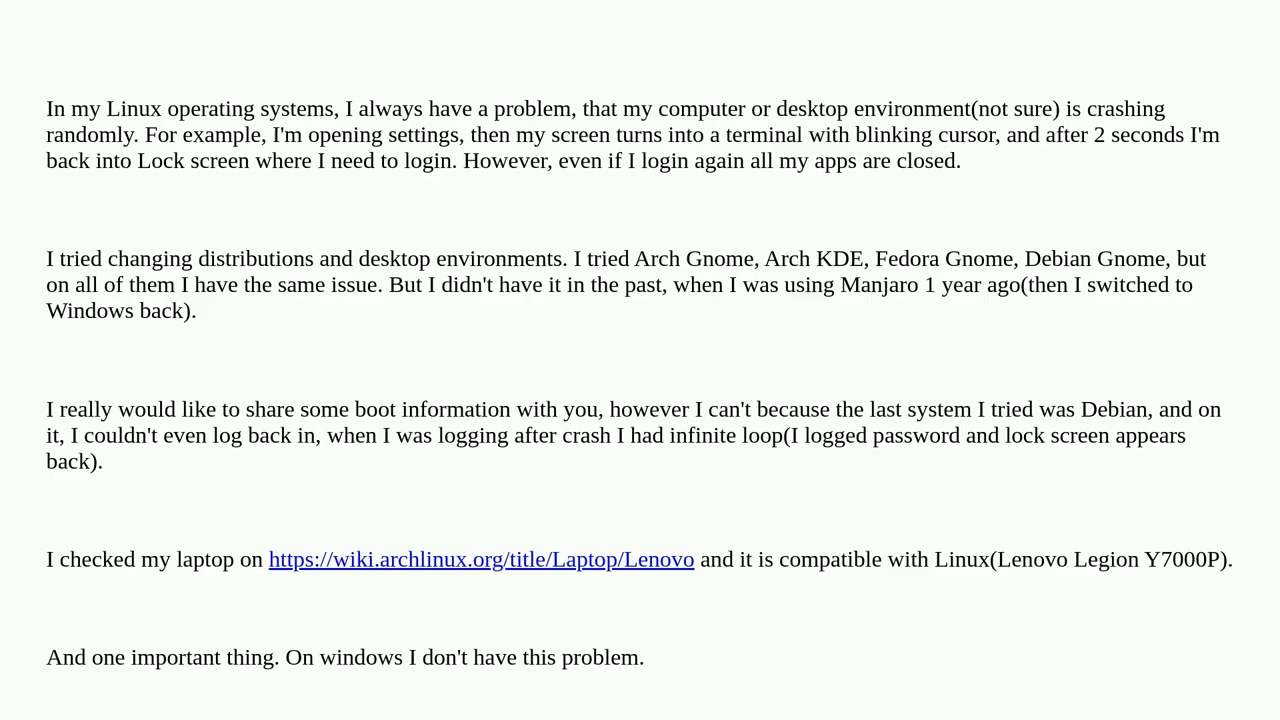 In my Linux operating systems, I always have a problem, that my computer or desktop environment(not sure) is crashing
randomly. For example, I'm opening settings, then my screen turns into a terminal with blinking cursor, and after 2 seconds I'm
back into Lock screen where I need to login. However, even if I login again all my apps are closed.
I tried changing distributions and desktop environments. I tried Arch Gnome, Arch KDE, Fedora Gnome, Debian Gnome, but
on all of them I have the same issue. But I didn't have it in the past, when I was using Manjaro 1 year ago(then I switched to
Windows back).
I really would like to share some boot information with you, however I can't because the last system I tried was Debian, and on
it, I couldn't even log back in, when I was logging after crash I had infinite loop(I logged password and lock screen appears
back).
I checked my laptop on https://wiki.archlinux.org/title/Laptop/Lenovo and it is compatible with Linux(Lenovo Legion Y7000P).
And one important thing. On windows I don't have this problem.